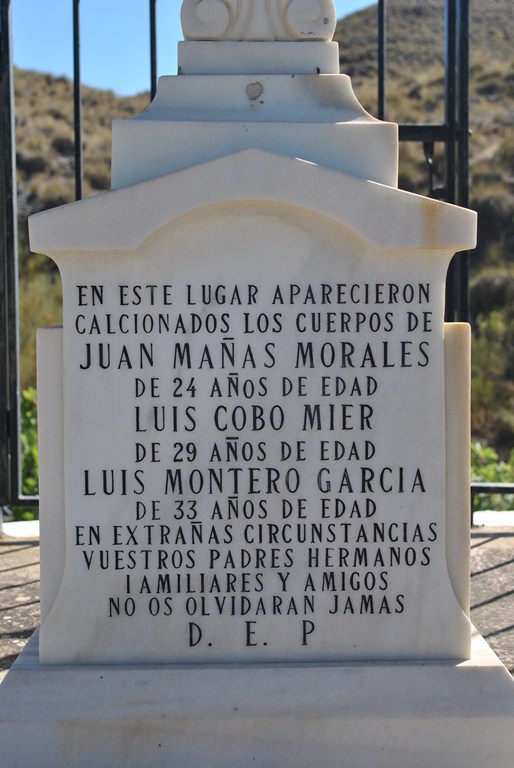 EN ESTE LUGAR APARECIERON
CALCIONADOS LOS CUERPOS DE
JUAN MAÑAS MORALES
DE 24 AÑOS DE EDAD
LUIS COBO MIER
DE 29 AÑOS DE EDAD
LUIS MONTERO GARCIA
DE 33 AÑOS DE EDAD
EN EXTRAÑAS CIRCUNSTANCIAS
VUESTROS PADRES HERMANOS
IAMILIARES Y AMIGOS
NO OS OLVIDARAN JAMAS
D. E. P